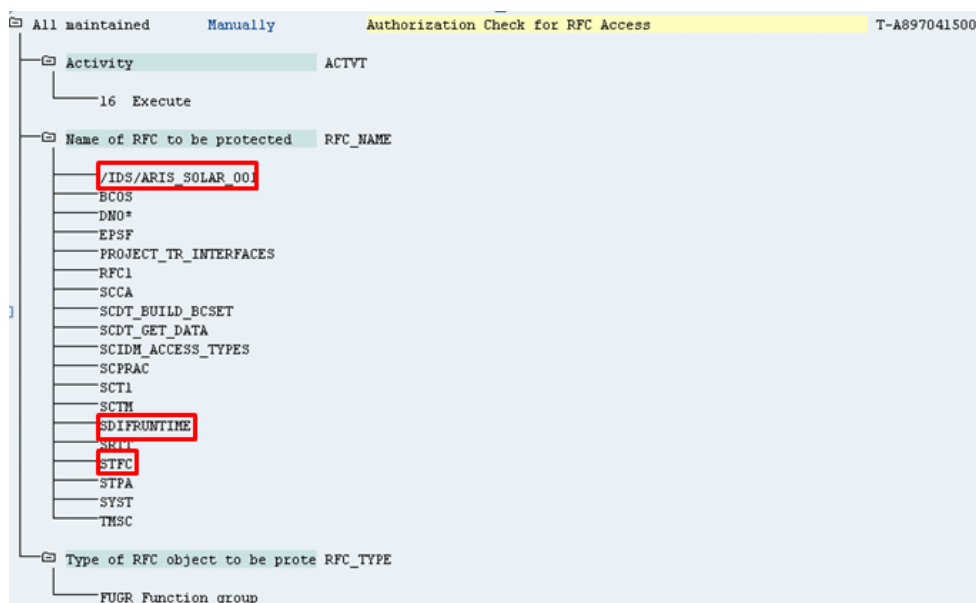 All maintained Manually Authorization Check for RFC Access T-A897041500
Activity ACTVT
16 Execute
Name of RFC to be protected RFC_NAME
/IDS/ARIS_SOLAR_001
BCOS
DNO*
EPSF
PROJECT_TR_INTERFACES
RFC1
SCCA
SCDT_BUILD_BCSET
SCDT_GET_DATA
SCIDM_ACCESS_TYPES
SCPRAC
SCT1
SCTM
SDIFRUNTIME
SRTT
STFC
STPA
SYST
TMSC
Type of RFC object to be prote RFC_TYPE
FUGR Function group